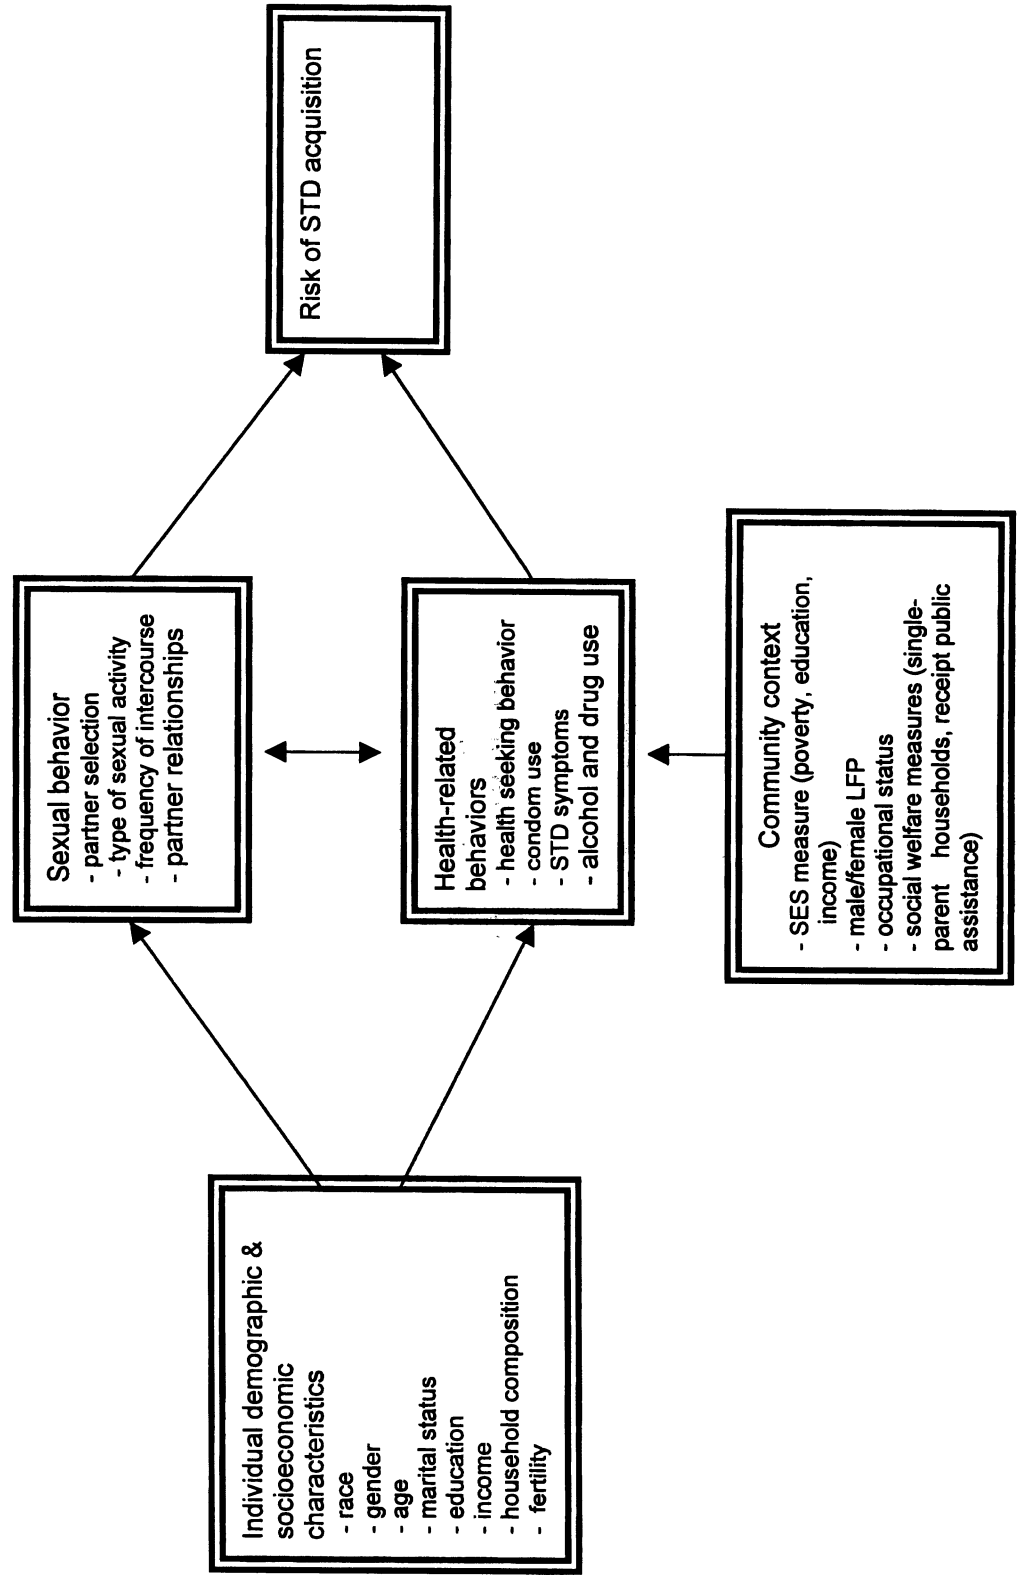 Individual demographic &
socioeconomic
characteristics
- race
- gender
- age
- marital status
- education
- income
- household composition
- fertility
Sexual behavior
- partner selection
- type of sexual activity
- frequency of intercourse
- partner relationships
Health-related
behaviors
- health seeking behavior
- condom use
- STD symptoms
- alcohol and drug use
Community context
- SES measure (poverty, education,
income)
- male/female LFP
- occupational status
- social welfare measures (single-
parent households, receipt public
assistance)
Risk of STD acquisition